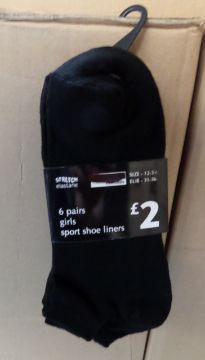 STRETCH
elastane
SIZE - 12-3½
EUR - 31-36
6 pairs
girls
sport shoe liners
£2